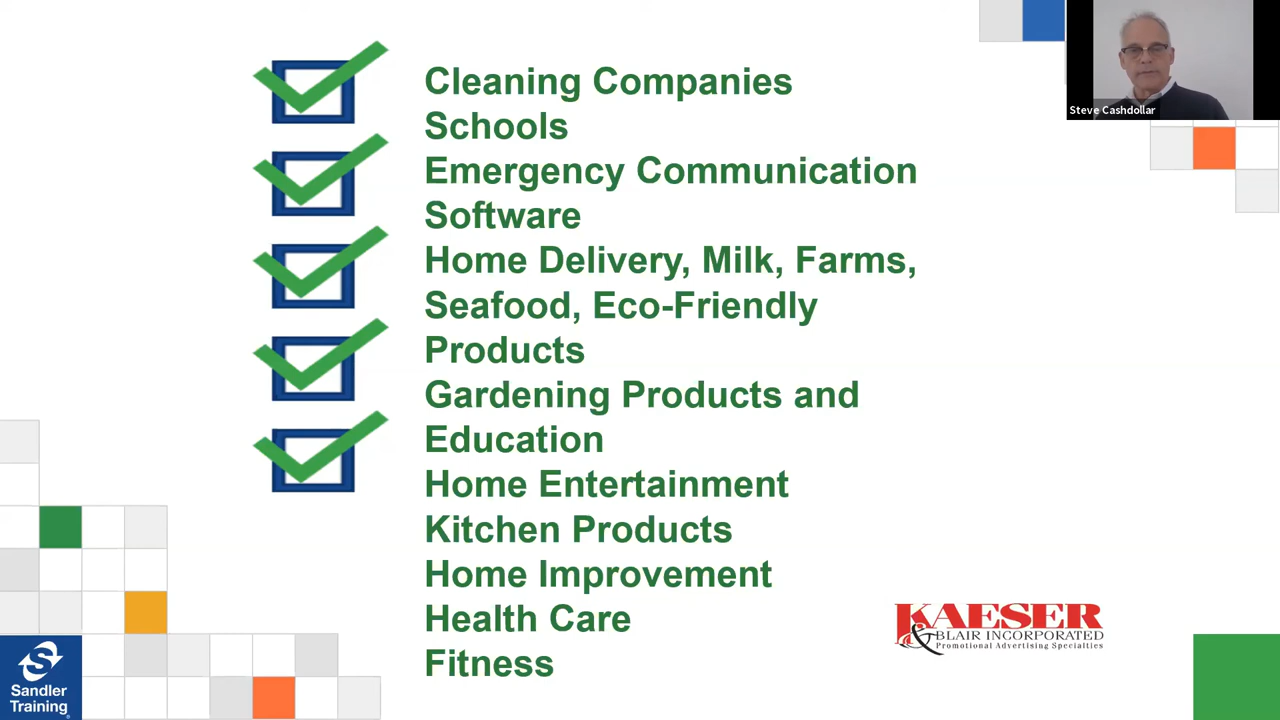 Cleaning Companies
Schools
Emergency Communication
Software
Home Delivery, Milk, Farms,
Seafood, Eco-Friendly
Products
Gardening Products and
Education
Home Entertainment
Kitchen Products
Home Improvement
Health Care
Fitness
Steve Cashdollar
KAESER
& BLAIR INCORPORATED
Promotional Advertising Specialties
Sandler
Training®